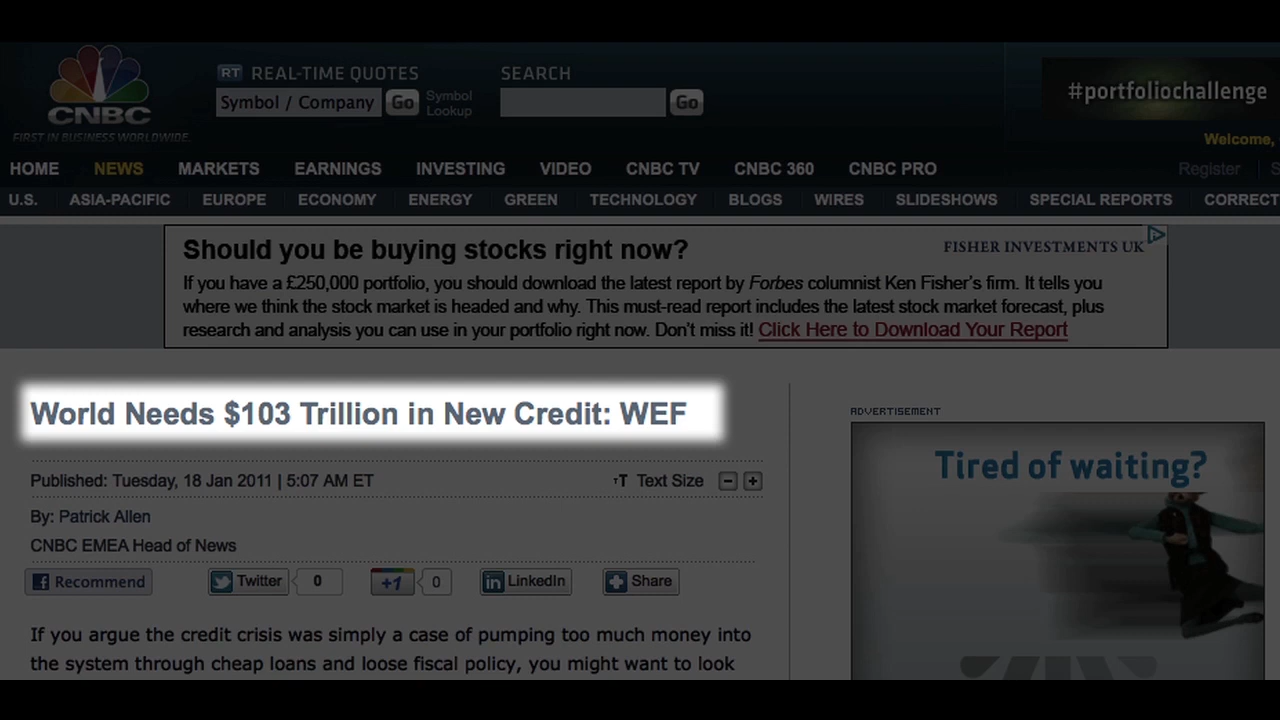 CNBC
FIRST IN BUSINESS WORLDWIDE.
RT REAL-TIME QUOTES
Symbol / Company Go Symbol Lookup
SEARCH
Go
#portfoliochallenge
Welcome,
Register
HOME NEWS MARKETS EARNINGS INVESTING VIDEO CNBC TV CNBC 360 CNBC PRO
U.S. ASIA-PACIFIC EUROPE ECONOMY ENERGY GREEN TECHNOLOGY BLOGS WIRES SLIDESHOWS SPECIAL REPORTS CORRECT
Should you be buying stocks right now?
FISHER INVESTMENTS UK
If you have a £250,000 portfolio, you should download the latest report by Forbes columnist Ken Fisher's firm. It tells you
where we think the stock market is headed and why. This must-read report includes the latest stock market forecast, plus
research and analysis you can use in your portfolio right now. Don't miss it! Click Here to Download Your Report
World Needs $103 Trillion in New Credit: WEF
Published: Tuesday, 18 Jan 2011 | 5:07 AM ET
TT Text Size
By: Patrick Allen
CNBC EMEA Head of News
Recommend Twitter 0 +1 0 LinkedIn Share
If you argue the credit crisis was simply a case of pumping too much money into
the system through cheap loans and loose fiscal policy, you might want to look
ADVERTISEMENT
Tired of waiting?